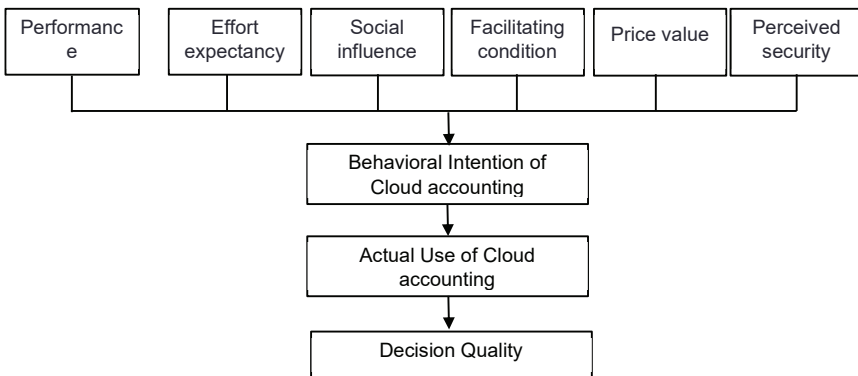 Performanc
e
Effort
expectancy
Social
influence
Facilitating
condition
Price value
Perceived
security
Behavioral Intention of
Cloud accounting
Actual Use of Cloud
accounting
Decision Quality